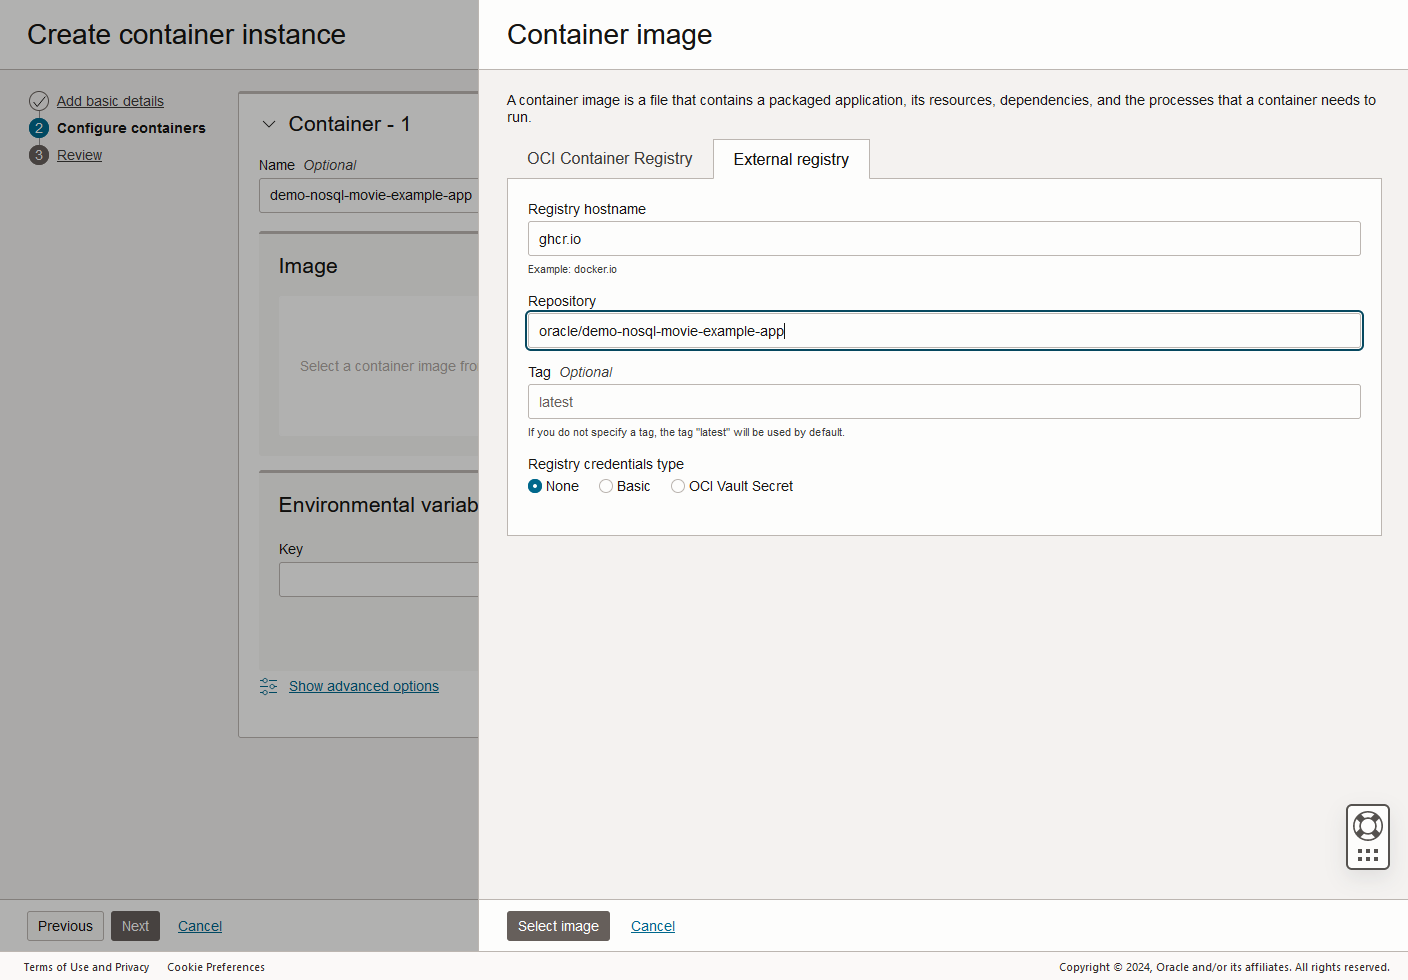 Create container instance
Add basic details
2 Configure containers
3 Review
Container - 1
Name Optional
demo-nosql-movie-example-app
Image
Select a container image fro
Environmental variab
Key
Show advanced options
Previous Next Cancel
Container image
A container image is a file that contains a packaged application, its resources, dependencies, and the processes that a container needs to
run.
OCI Container Registry External registry
Registry hostname
ghcr.io
Example: docker.io
Repository
oracle/demo-nosql-movie-example-app
Tag Optional
latest
If you do not specify a tag, the tag "latest" will be used by default.
Registry credentials type
None Basic OCI Vault Secret
Select image Cancel
Terms of Use and Privacy Cookie Preferences
Copyright © 2024, Oracle and/or its affiliates. All rights reserved.